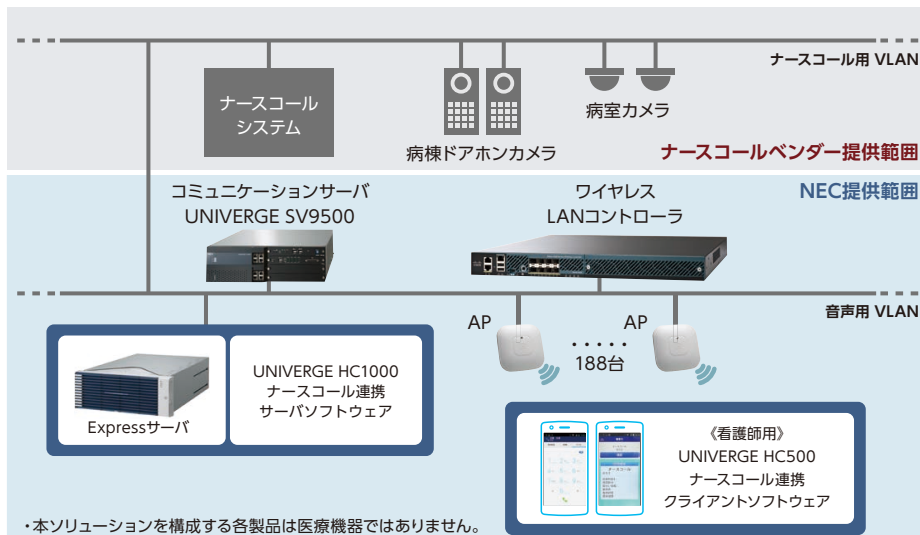 ナースコール用 VLAN
ナースコール
システム
病棟ドアホンカメラ
病室カメラ
ナースコールベンダー提供範囲
NEC提供範囲
コミュニケーションサーバ
UNIVERGE SV9500
ワイヤレス
LANコントローラ
音声用 VLAN
AP
AP
・・・・・
188台
Expressサーバ
UNIVERGE HC1000
ナースコール連携
サーバソフトウェア
《看護師用》
UNIVERGE HC500
ナースコール連携
クライアントソフトウェア
・本ソリューションを構成する各製品は医療機器ではありません。